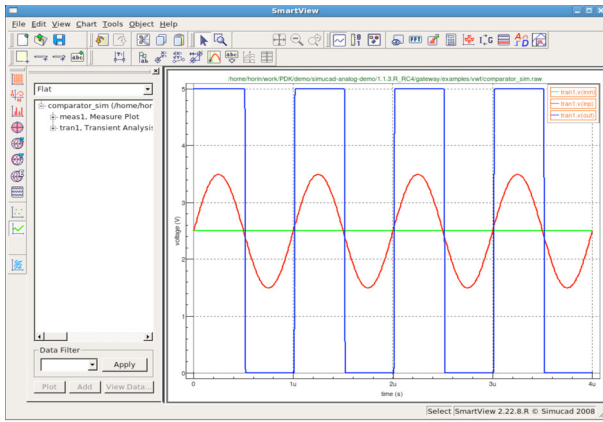 SmartView
File Edit View Chart Tools Object Help
FFT
abc
Flat
comparator_sim (/home/hor
meas1, Measure Plot
tran1, Transient Analysis
Data Filter
Apply
Plot Add View Data...
/home/horin/work/PDK/demo/simucad-analog-demo/1.1.3.R_RC4/gateway/examples/vwf/comparator_sim.raw
tran1.v(inm)
tran1.v(inp)
tran1.v(out)
voltage (V)
5
4
3
2
1
0
0 1u 2u 3u 4u
time (s)
Select SmartView 2.22.8.R © Simucad 2008